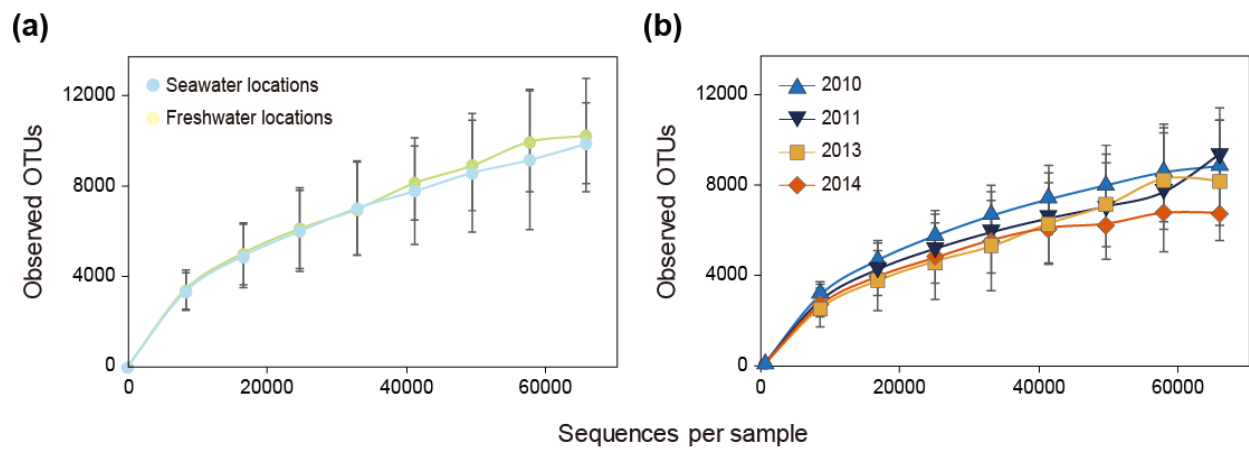 (a)
(b)
Observed OTUs
12000
8000
4000
0
Seawater locations
Freshwater locations
0
20000
40000
60000
Observed OTUs
12000
8000
4000
0
2010
2011
2013
2014
0
20000
40000
60000
Sequences per sample